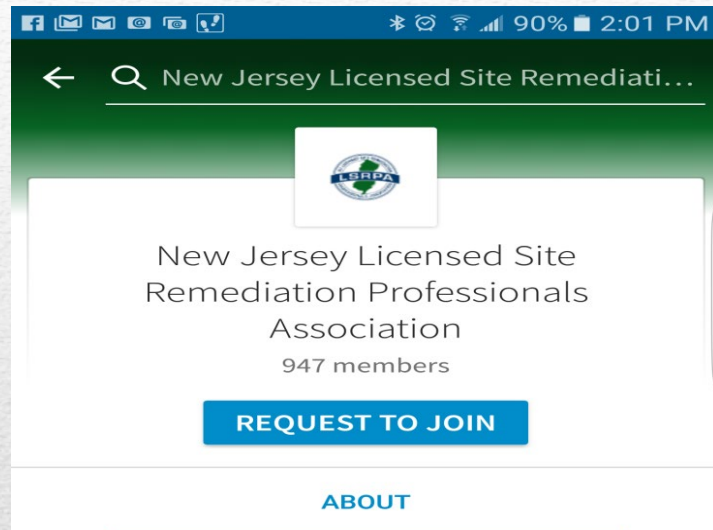 90% 2:01 PM
New Jersey Licensed Site Remediati...
LSRPA
New Jersey Licensed Site
Remediation Professionals
Association
947 members
REQUEST TO JOIN
ABOUT